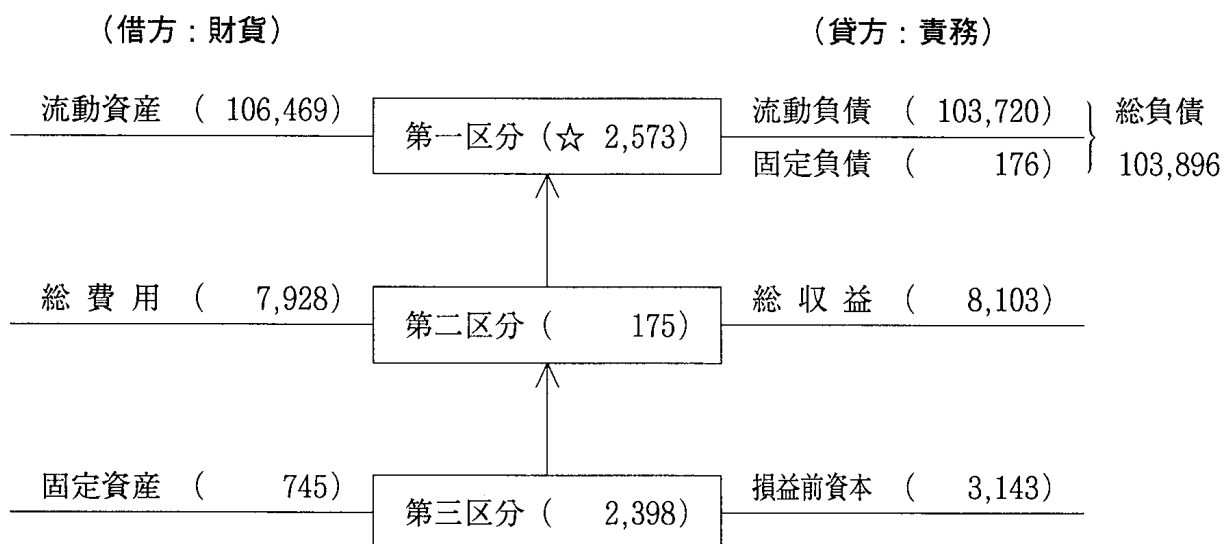 （借方：財貨） （貸方：責務）
流動資産 （ 106,469） 第一区分（☆ 2,573） 流動負債 （ 103,720） 総負債
固定負債 （ 176） 103,896
総費用 （ 7,928） 第二区分（ 175） 総収益 （ 8,103）
固定資産 （ 745） 第三区分（ 2,398） 損益前資本 （ 3,143）